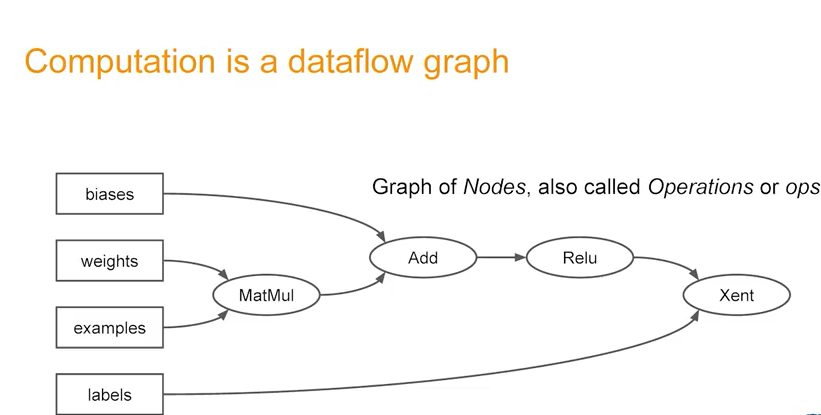 Computation is a dataflow graph
Graph of Nodes, also called Operations or ops
biases
weights
examples
labels
MatMul
Add
Relu
Xent